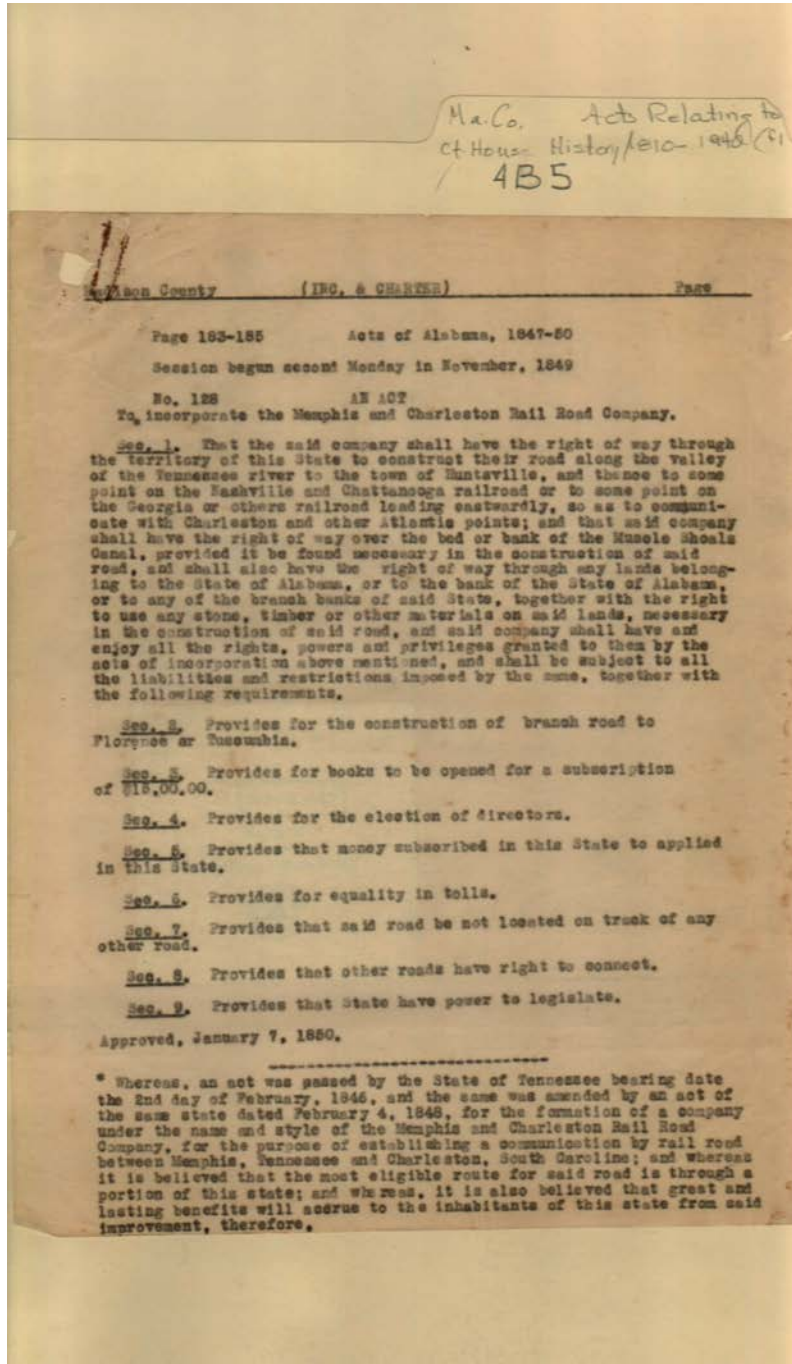 Ma.Co. Acts Relating to
Ct. House History 1810-1940
4B5
Madison County (INC. & CHARTER) Page
Page 183-185 Acts of Alabama, 1847-50
Session begun second Monday in November, 1849
No. 128 AN ACT
To incorporate the Memphis and Charleston Rail Road Company.
Sec. 1. That the said company shall have the right of way through
the territory of this State to construct their road along the valley
of the Tennessee river to the town of Huntsville, and thence to some
point on the Nashville and Chattanooga railroad or to some point on
the Georgia or others railroad leading eastwardly, so as to communi-
cate with Charleston and other Atlantic points; and that said company
shall have the right of way over the bed or bank of the Muscle Shoals
Canal, provided it be found necessary in the construction of said
road, and shall also have the right of way through any lands belong-
ing to the State of Alabama, or to the bank of the State of Alabama,
or to any of the branch banks of said State, together with the right
to use any stone, timber or other materials on said lands, necessary
in the construction of said road, and said company shall have and
enjoy all the rights, powers and privileges granted to them by the
acts of incorporation above mentioned, and shall be subject to all
the liabilities and restrictions imposed by the same, together with
the following requirements.
Sec. 2. Provides for the construction of branch road to
Florence or Tuscumbia.
Sec. 3. Provides for books to be opened for a subscription
of $15,00.00.
Sec. 4. Provides for the election of directors.
Sec. 5. Provides that money subscribed in this State to applied
in this State.
Sec. 6. Provides for equality in tolls.
Sec. 7. Provides that said road be not located on track of any
other road.
Sec. 8. Provides that other roads have right to connect.
Sec. 9. Provides that State have power to legislate.
Approved, January 7, 1850.
* Whereas, an act was passed by the State of Tennessee bearing date
the 2nd day of February, 1846, and the same was amended by an act of
the same state dated February 4, 1848, for the formation of a company
under the name and style of the Memphis and Charleston Rail Road
Company, for the purpose of establishing a communication by rail road
between Memphis, Tennessee and Charleston, South Caroline; and whereas
it is believed that the most eligible route for said road is through a
portion of this state; and whereas, it is also believed that great and
lasting benefits will accrue to the inhabitants of this state from said
improvement, therefore,